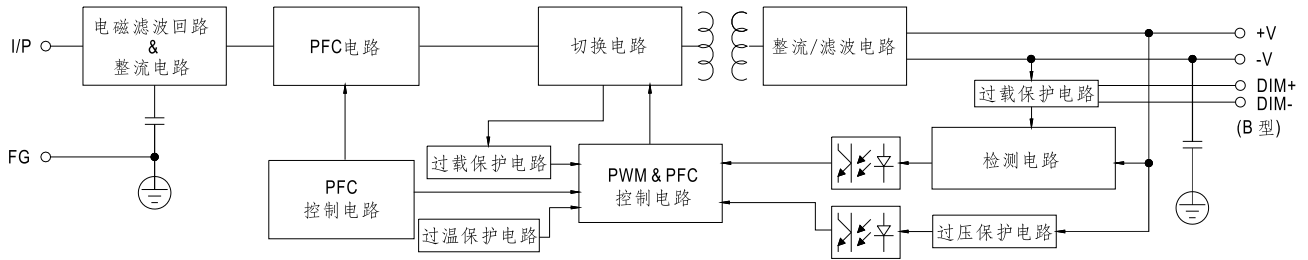 I/P
电磁滤波回路
&
整流电路
PFC电路
切换电路
整流/滤波电路
+V
-V
DIM+
DIM-
(B 型)
过载保护电路
FG
过载保护电路
PFC
控制电路
过温保护电路
PWM & PFC
控制电路
检测电路
过压保护电路